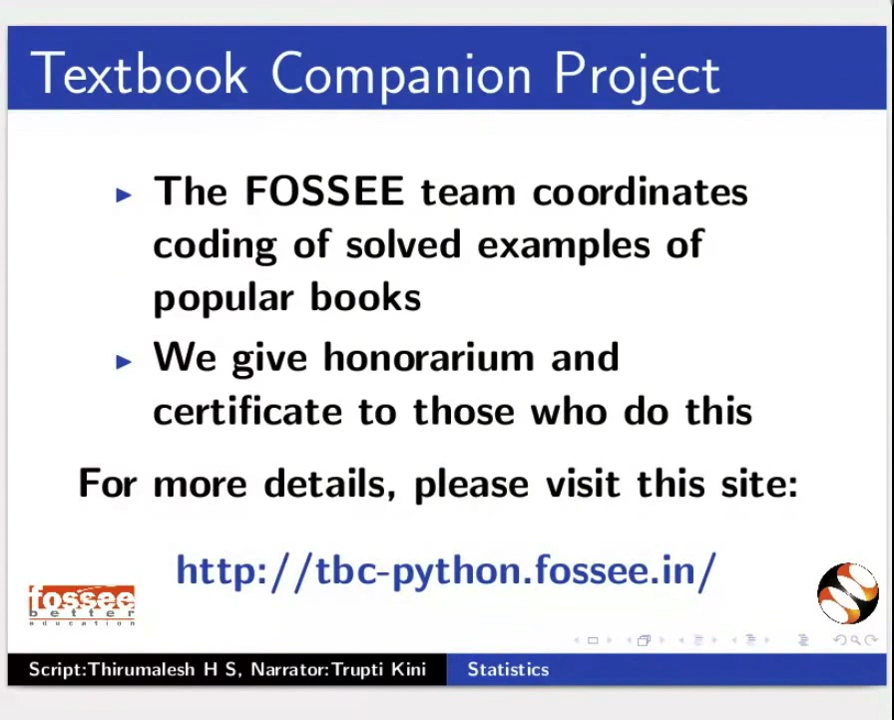 Textbook Companion Project
The FOSSEE team coordinates
coding of solved examples of
popular books
We give honorarium and
certificate to those who do this
For more details, please visit this site:
http://tbc-python.fossee.in/
fossee
better
education
Script:Thirumalesh H S, Narrator:Trupti Kini
Statistics